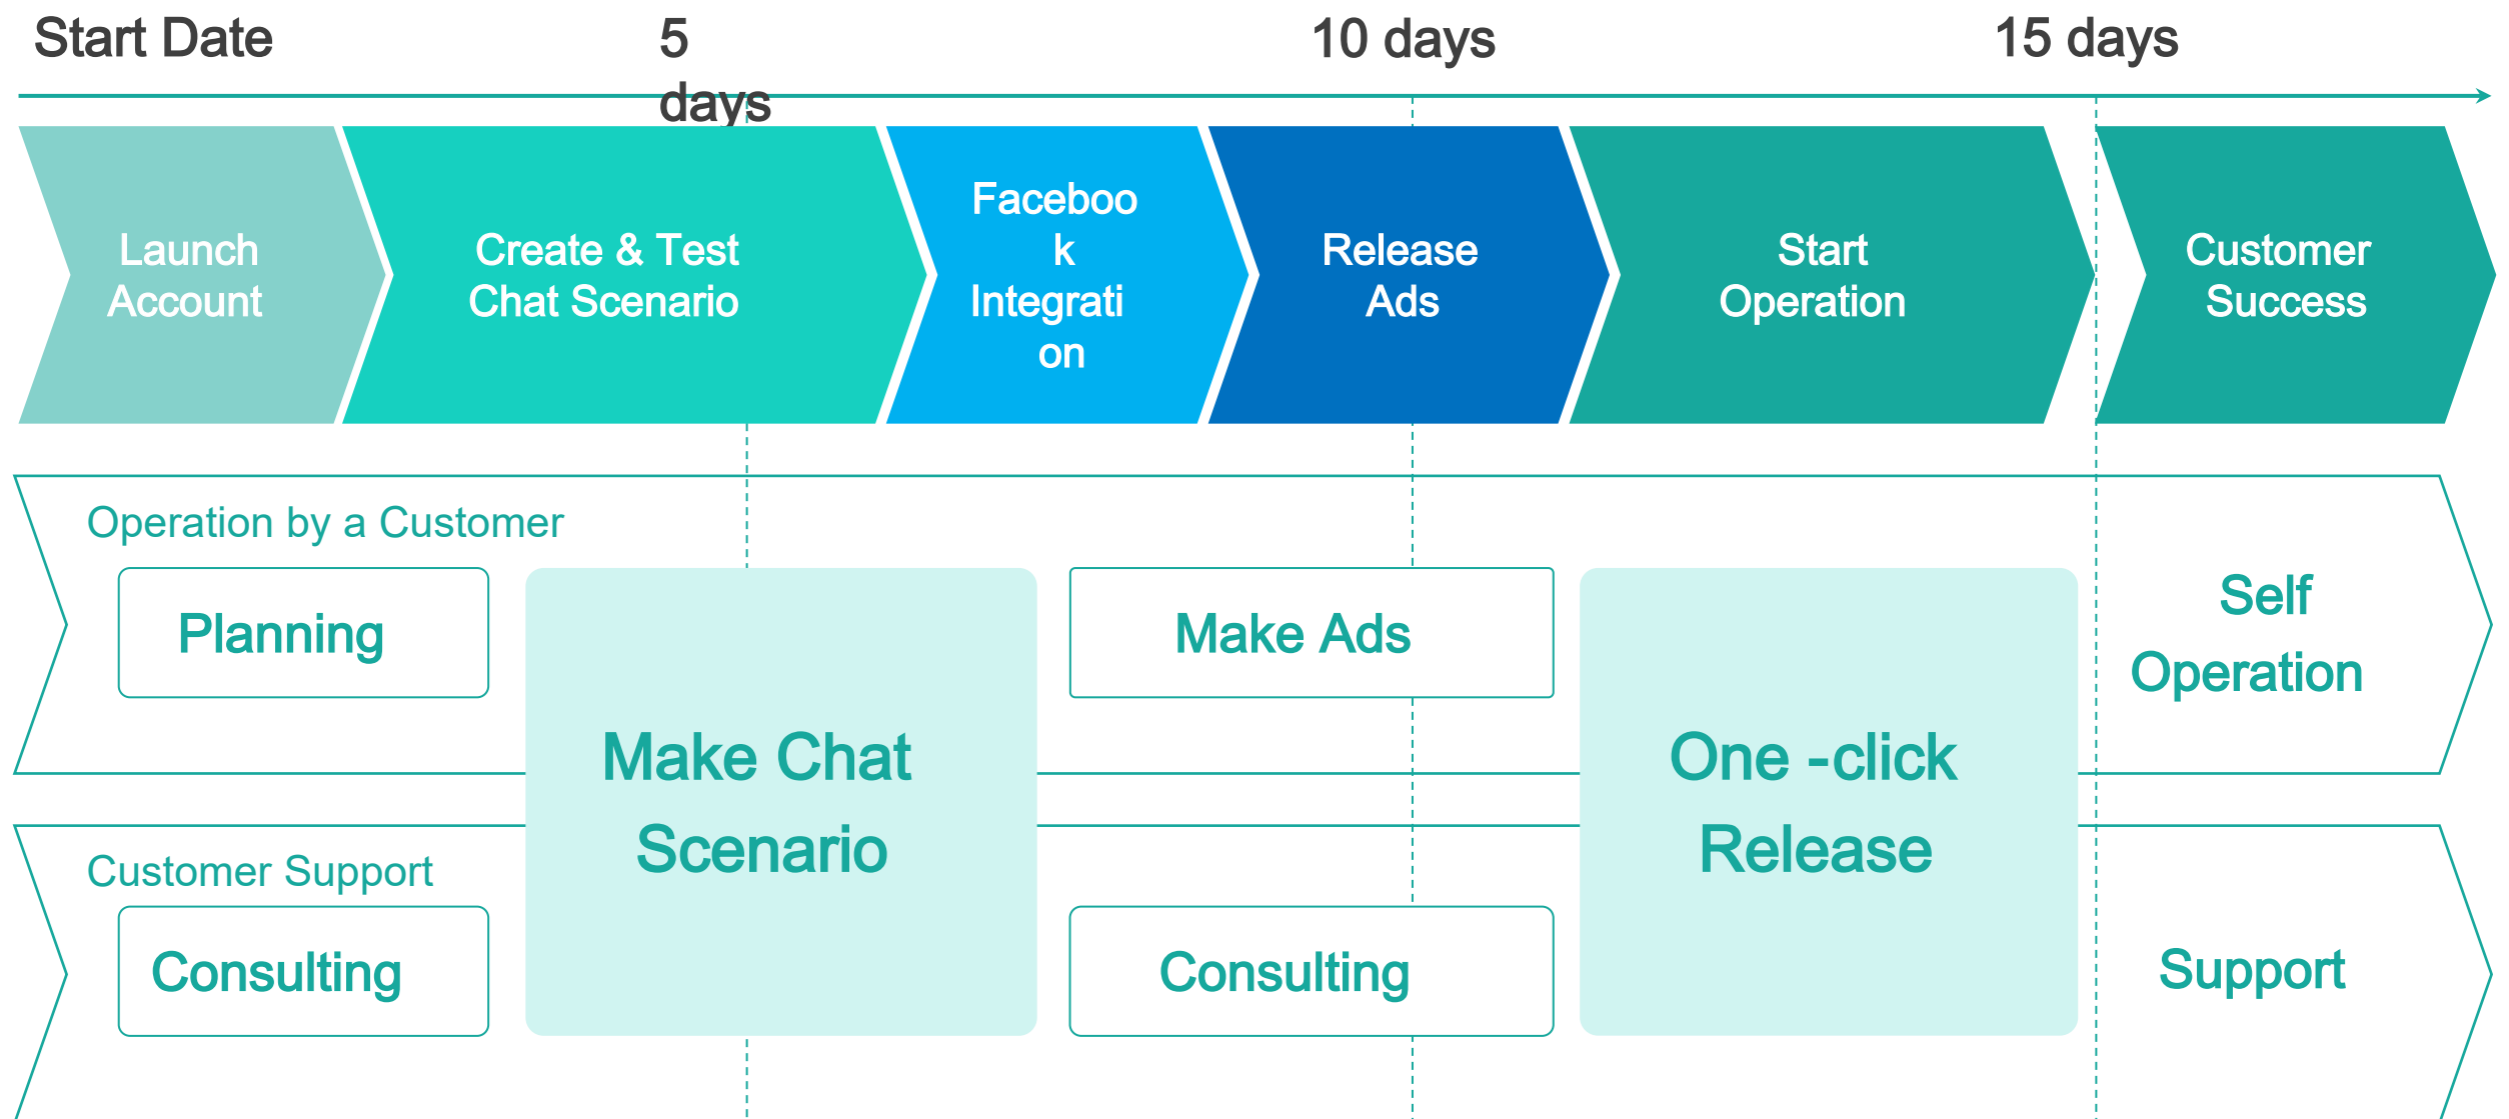 Start Date
5
days
10 days
15 days
Launch
Account
Create & Test
Chat Scenario
Faceboo
k
Integrati
on
Release
Ads
Start
Operation
Customer
Success
Operation by a Customer
Planning
Make Chat
Scenario
Make Ads
One -click
Release
Self
Operation
Customer Support
Consulting
Consulting
Support